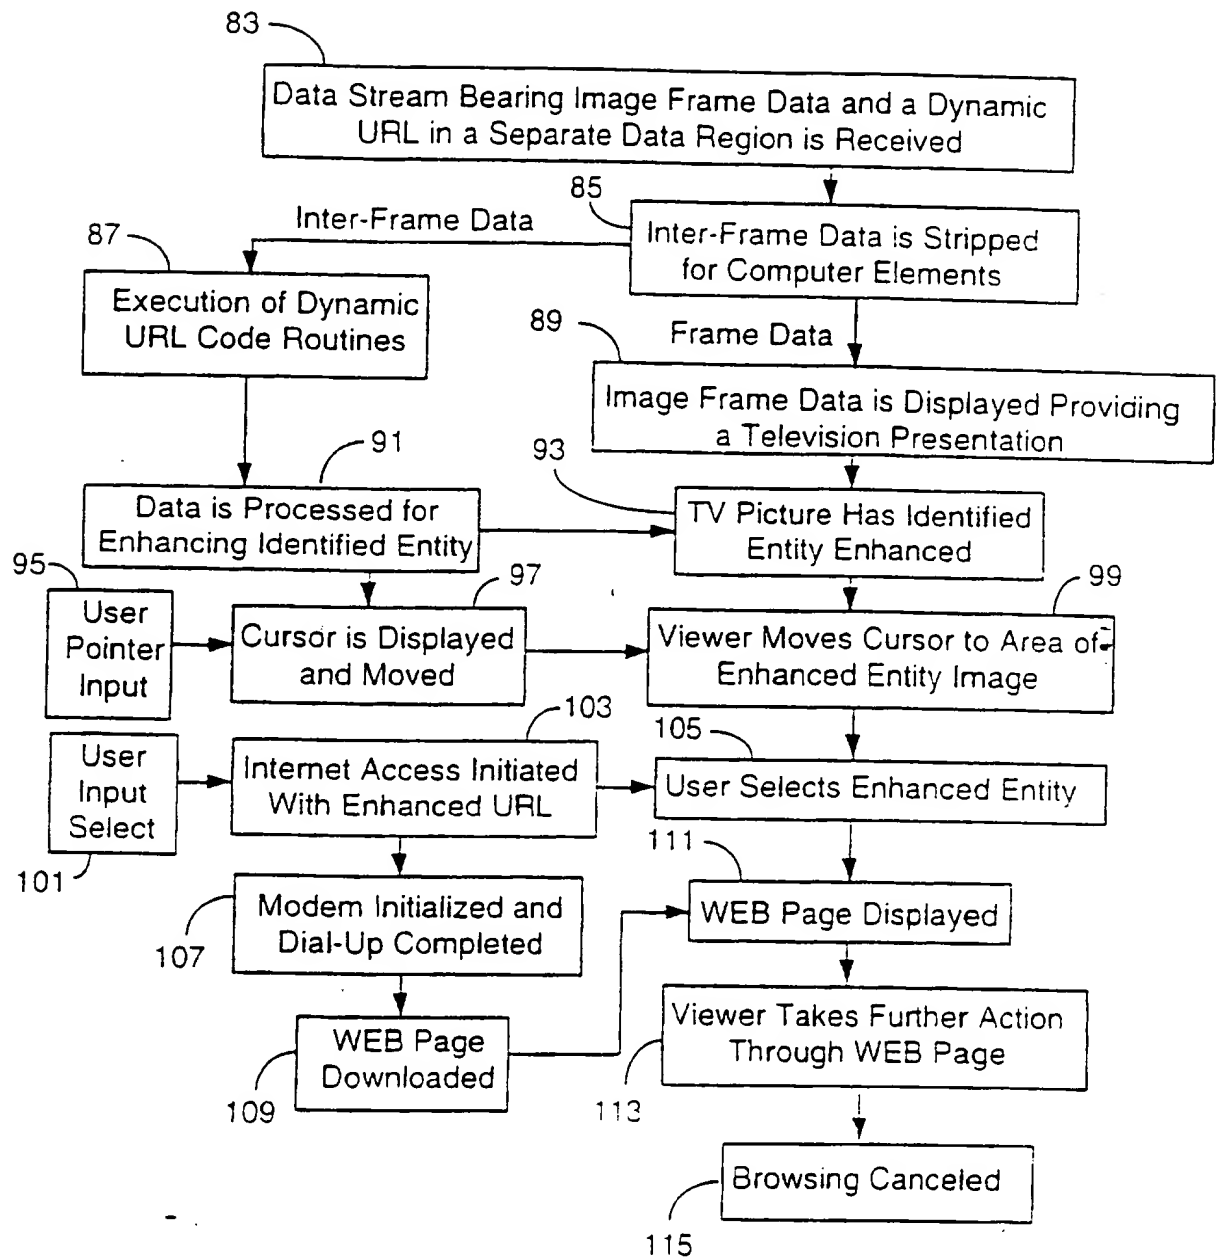 83
Data Stream Bearing Image Frame Data and a Dynamic
URL in a Separate Data Region is Received
85
Inter-Frame Data
87
Inter-Frame Data is Stripped
for Computer Elements
Execution of Dynamic
URL Code Routines
89
Frame Data
Image Frame Data is Displayed Providing
a Television Presentation
91
93
Data is Processed for
Enhancing Identified Entity
TV Picture Has Identified
Entity Enhanced
95
97
99
User
Pointer
Input
Cursor is Displayed
and Moved
Viewer Moves Cursor to Area of
Enhanced Entity Image
103
105
User
Input
Select
101
Internet Access Initiated
With Enhanced URL
User Selects Enhanced Entity
111
107
Modem Initialized and
Dial-Up Completed
WEB Page Displayed
109
WEB Page
Downloaded
Viewer Takes Further Action
Through WEB Page
113
Browsing Canceled
115